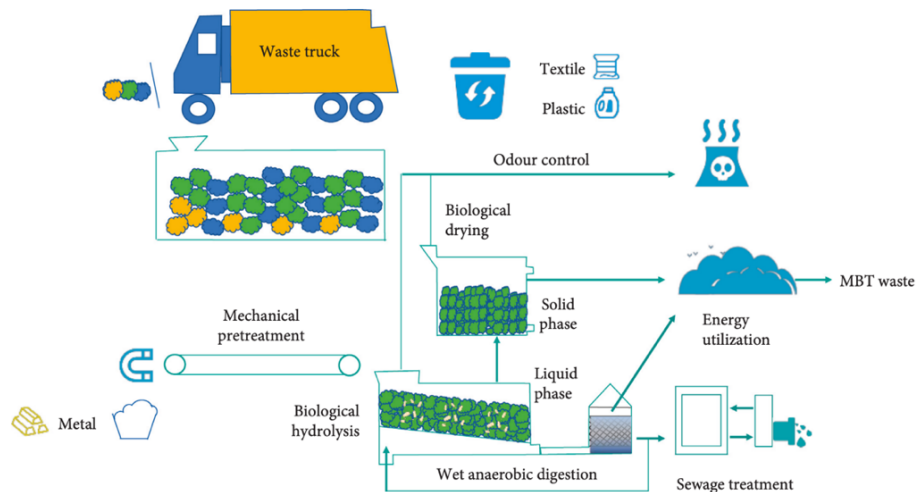 Waste truck
Textile
Plastic
Odour control
Biological
drying
MBT waste
Solid
phase
Mechanical
pretreatment
Energy
utilization
Liquid
phase
Metal
Biological
hydrolysis
Wet anaerobic digestion
Sewage treatment